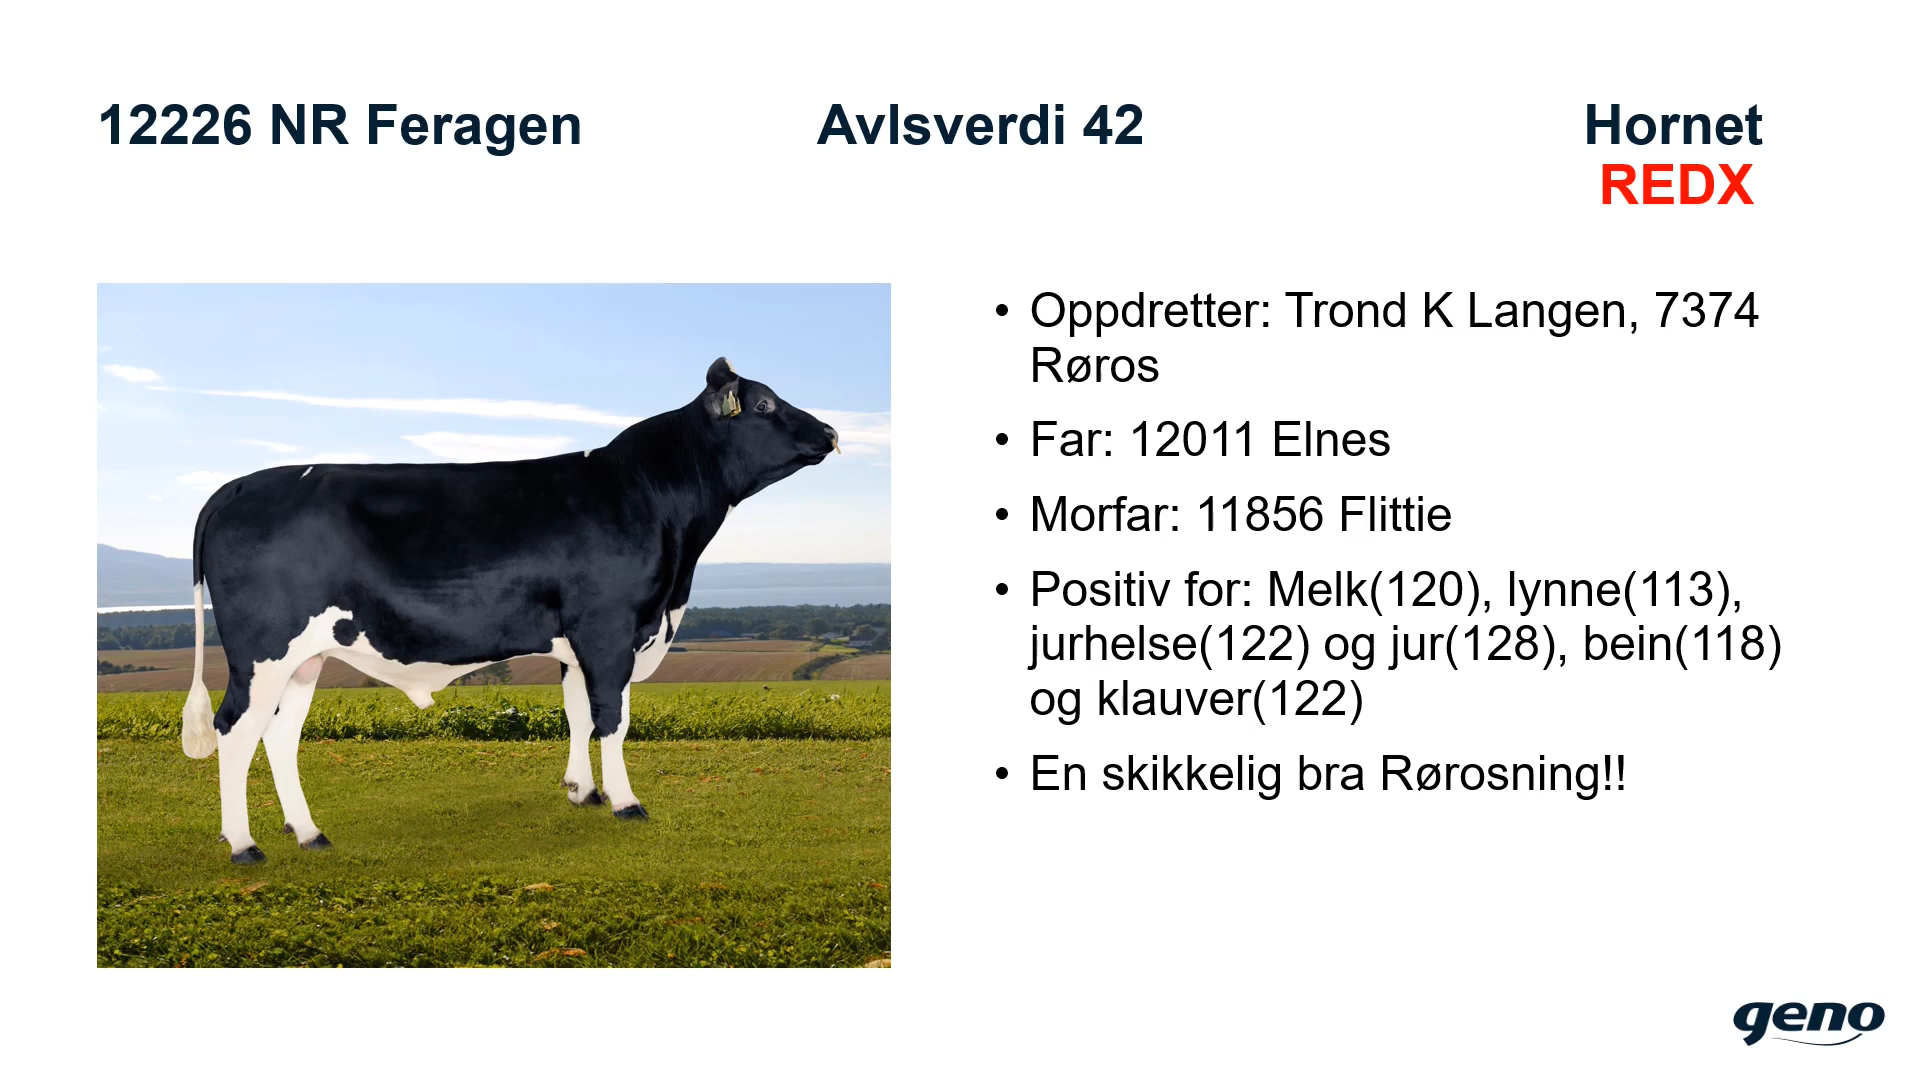 12226 NR Feragen Avlsverdi 42 Hornet
REDX
• Oppdretter: Trond K Langen, 7374
Røros
• Far: 12011 Elnes
• Morfar: 11856 Flittie
• Positiv for: Melk(120), lynne(113),
jurhelse(122) og jur(128), bein(118)
og klauver(122)
• En skikkelig bra Rørosning!!
geno